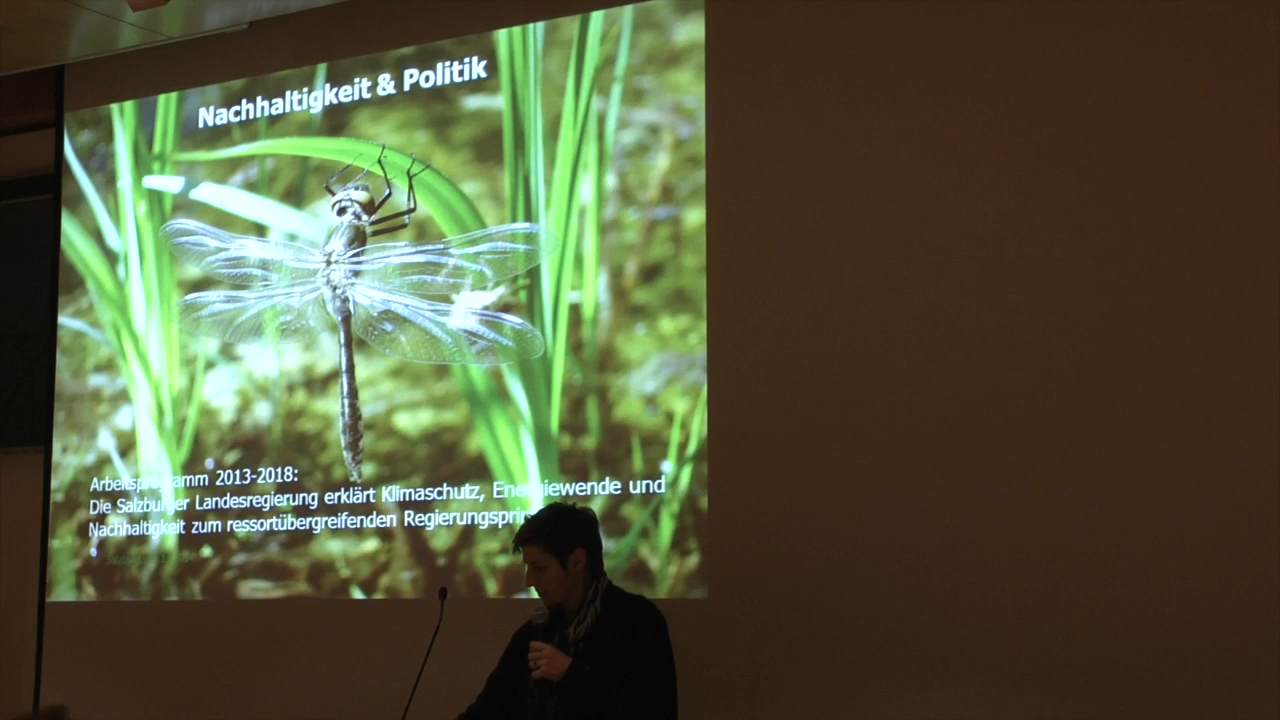 Nachhaltigkeit & Politik
Arbeitsprogramm 2013-2018:
Die Salzburger Landesregierung erklärt Klimaschutz, Energiewende und
Nachhaltigkeit zum ressortübergreifenden